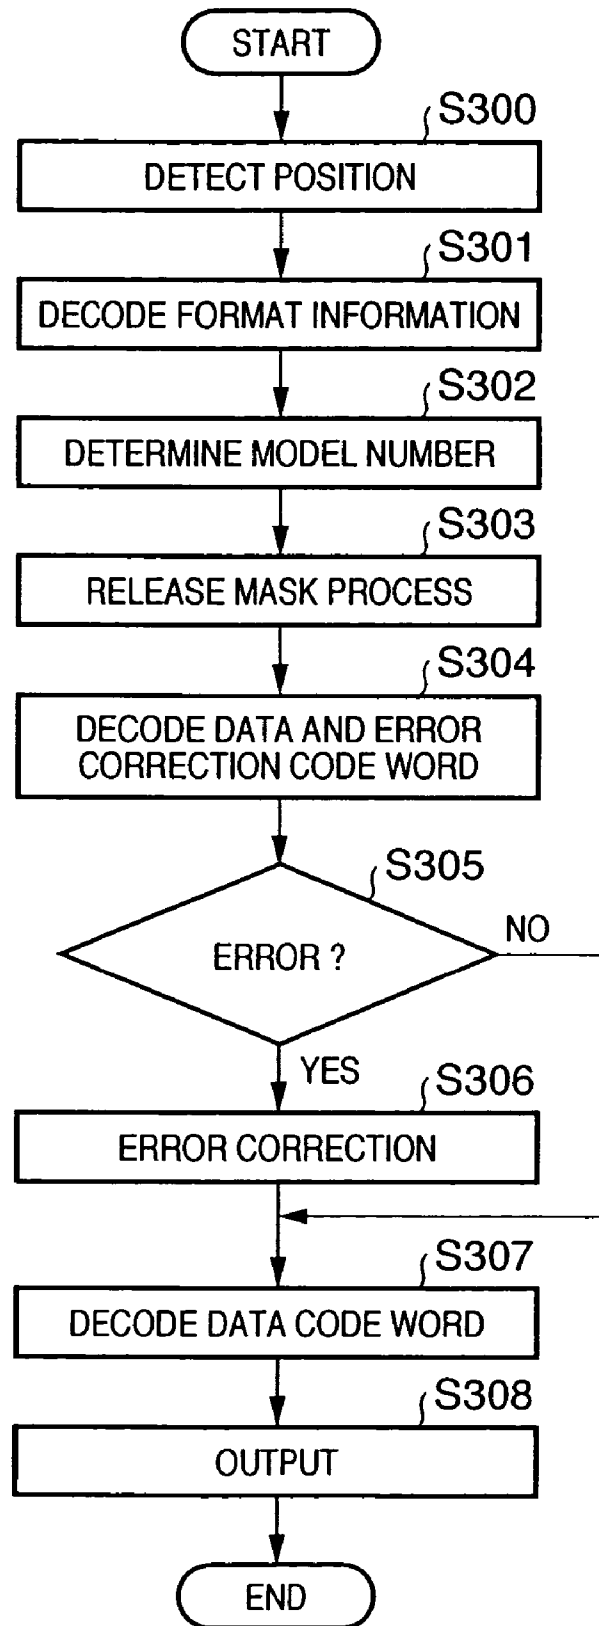 START
S300
DETECT POSITION
S301
DECODE FORMAT INFORMATION
S302
DETERMINE MODEL NUMBER
S303
RELEASE MASK PROCESS
S304
DECODE DATA AND ERROR
CORRECTION CODE WORD
S305
ERROR ?
NO
YES
S306
ERROR CORRECTION
S307
DECODE DATA CODE WORD
S308
OUTPUT
END